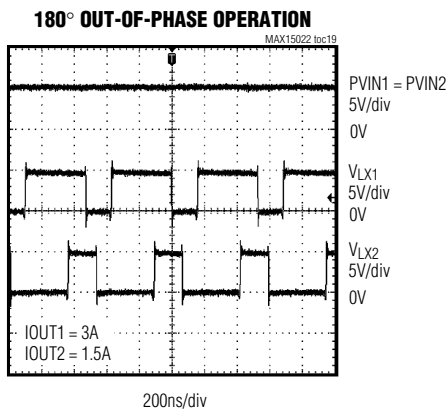 180° OUT-OF-PHASE OPERATION
MAX15022 toc19
PVIN1 = PVIN2
5V/div
0V
VLX1
5V/div
0V
VLX2
5V/div
0V
IOUT1 = 3A
IOUT2 = 1.5A
200ns/div